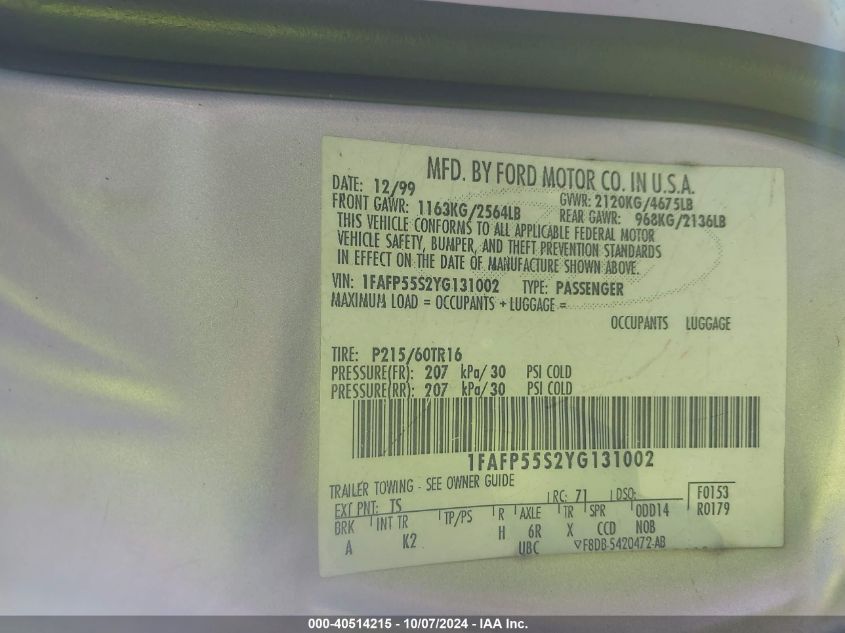 MFD. BY FORD MOTOR CO. IN U.S.A.
DATE: 12/99 GVWR: 2120KG/4675LB
FRONT GAWR: 1163KG/2564LB REAR GAWR: 968KG/2136LB
THIS VEHICLE CONFORMS TO ALL APPLICABLE FEDERAL MOTOR
VEHICLE SAFETY, BUMPER, AND THEFT PREVENTION STANDARDS
IN EFFECT ON THE DATE OF MANUFACTURE SHOWN ABOVE.
VIN: 1FAFP55S2YG131002 TYPE: PASSENGER
MAXIMUM LOAD = OCCUPANTS + LUGGAGE =
OCCUPANTS LUGGAGE
TIRE: P215/60TR16
PRESSURE(FR): 207 kPa/30 PSI COLD
PRESSURE(RR): 207 kPa/30 PSI COLD
1FAFP55S2YG131002
TRAILER TOWING - SEE OWNER GUIDE
EXT PNT: TS RC: 71 DSO: F0153
BRK INT TR TP/PS R AXLE TR SPR ODD14 R0179
A K2 H 6R X CCD NOB
UBC ▽F8DB-5420472-AB
000-40514215 - 10/07/2024 - IAA Inc.